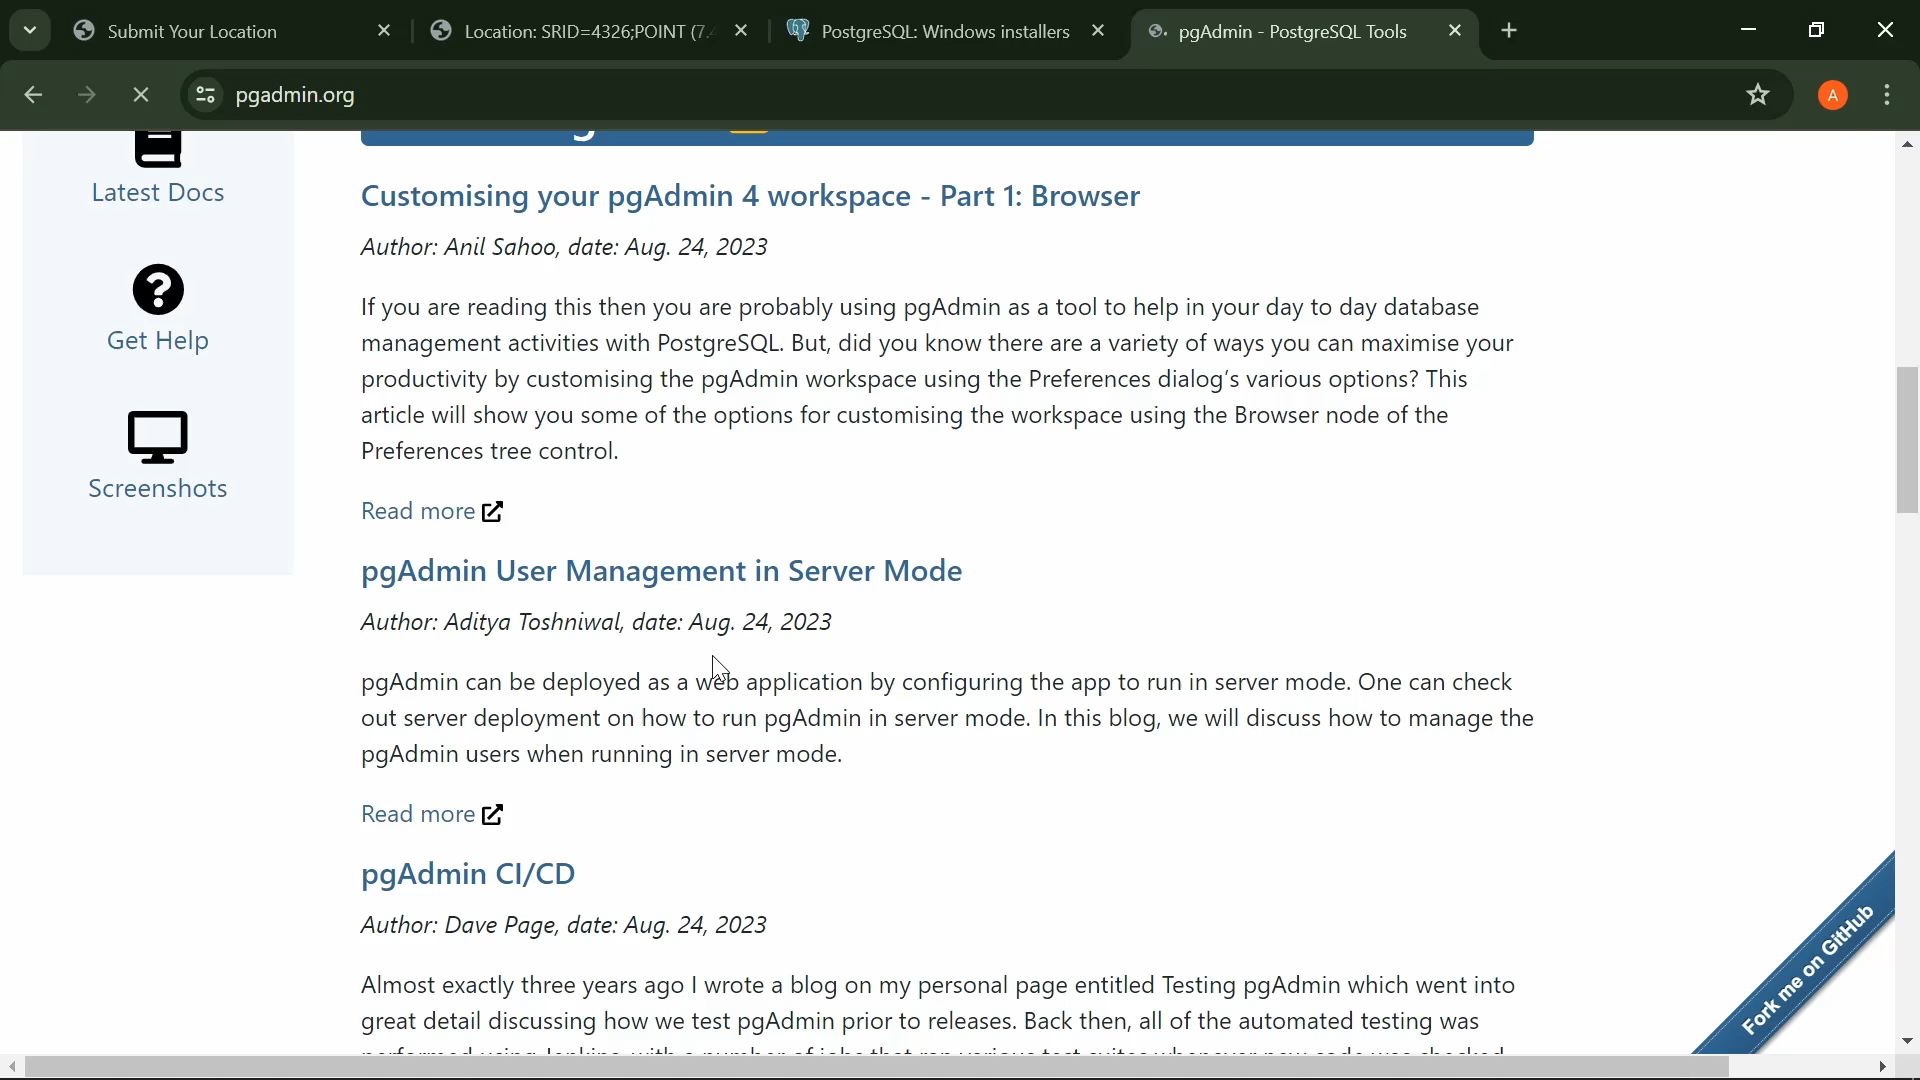 Submit Your Location
Location: SRID=4326;POINT (7.
PostgreSQL: Windows installers
pgAdmin - PostgreSQL Tools
pgadmin.org
A
Latest Docs
Get Help
Screenshots
Customising your pgAdmin 4 workspace - Part 1: Browser
Author: Anil Sahoo, date: Aug. 24, 2023
If you are reading this then you are probably using pgAdmin as a tool to help in your day to day database
management activities with PostgreSQL. But, did you know there are a variety of ways you can maximise your
productivity by customising the pgAdmin workspace using the Preferences dialog's various options? This
article will show you some of the options for customising the workspace using the Browser node of the
Preferences tree control.
Read more
pgAdmin User Management in Server Mode
Author: Aditya Toshniwal, date: Aug. 24, 2023
pgAdmin can be deployed as a web application by configuring the app to run in server mode. One can check
out server deployment on how to run pgAdmin in server mode. In this blog, we will discuss how to manage the
pgAdmin users when running in server mode.
Read more
pgAdmin CI/CD
Author: Dave Page, date: Aug. 24, 2023
Almost exactly three years ago I wrote a blog on my personal page entitled Testing pgAdmin which went into
great detail discussing how we test pgAdmin prior to releases. Back then, all of the automated testing was
Fork me on GitHub